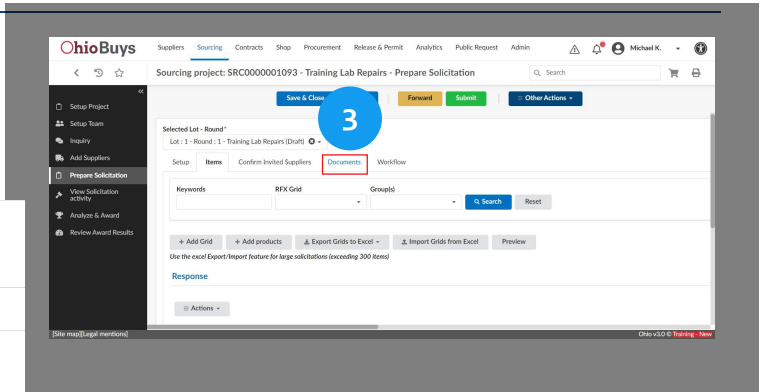 OhioBuys Suppliers Sourcing Contracts Shop Procurement Release & Permit Analytics Public Request Admin Michael K.
Sourcing project: SRC0000001093 - Training Lab Repairs - Prepare Solicitation Search
Save & Close Forward Submit Other Actions
3
Setup Project
Setup Team
Inquiry
Add Suppliers
Prepare Solicitation
View Solicitation
activity
Analyze & Award
Review Award Results
Selected Lot - Round*
Lot : 1 - Round : 1 - Training Lab Repairs (Draft)
Setup Items Confirm Invited Suppliers Documents Workflow
Keywords RFX Grid Group(s)
Search Reset
+ Add Grid + Add products Export Grids to Excel Import Grids from Excel Preview
Use the excel Export/Import feature for large solicitations (exceeding 300 items)
Response
Actions
[Site map][Legal mentions] Ohio v3.0 © Training - New